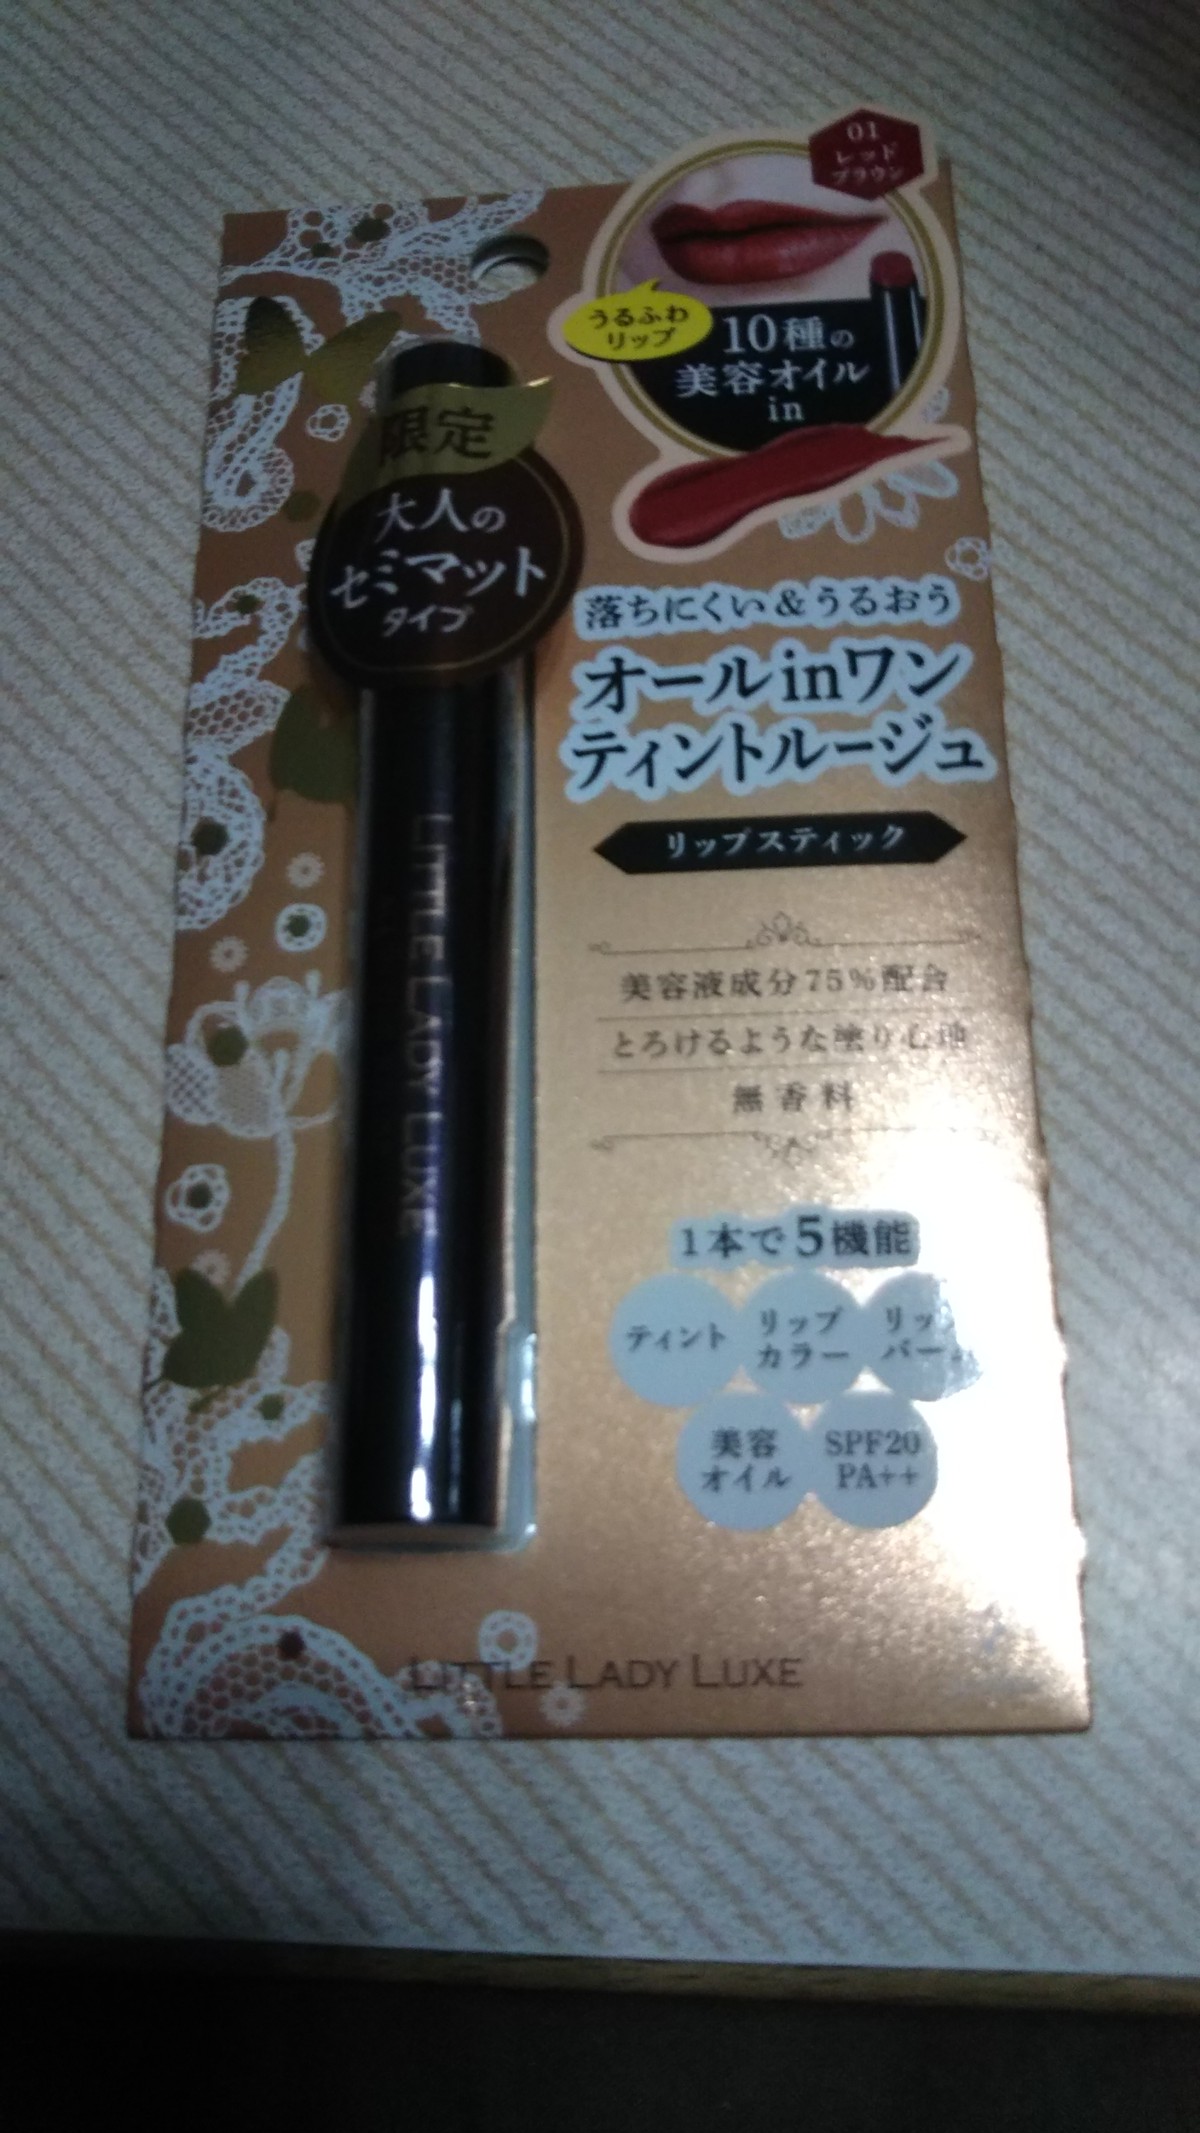 01
レッド
ブラウン
うるふわ
リップ
10種の
美容オイル
in
限定
大人の
セミマット
タイプ
落ちにくい&うるおう
オールinワン
ティントルージュ
リップスティック
美容液成分75%配合
とろけるような塗り心地
無香料
1本で5機能
ティント
リップ
カラー
リップ
バーム
美容
オイル
SPF20
PA++
LITTLE LADY LUXE
LITTLE LADY LUXE